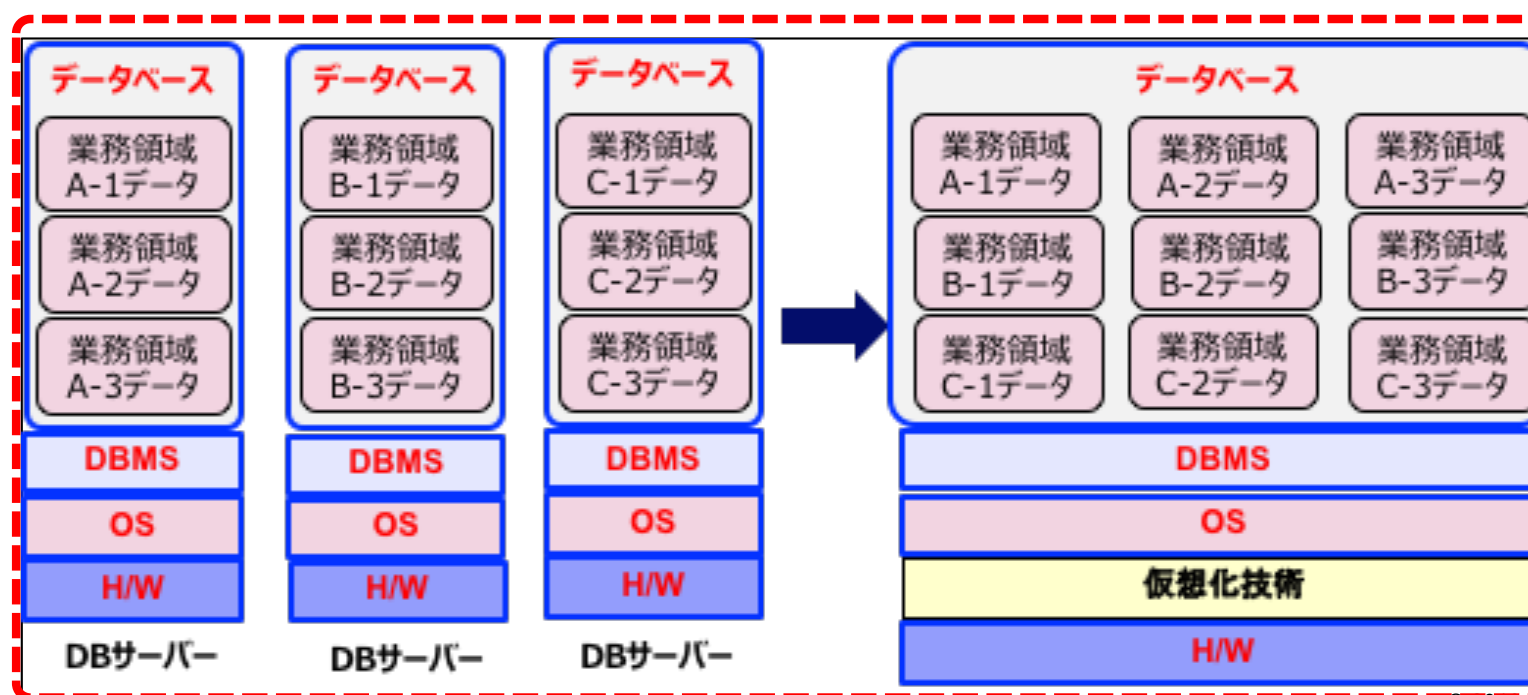 データベース
業務領域
A-1データ
業務領域
A-2データ
業務領域
A-3データ
DBMS
OS
H/W
DBサーバー
データベース
業務領域
B-1データ
業務領域
B-2データ
業務領域
B-3データ
DBMS
OS
H/W
DBサーバー
データベース
業務領域
C-1データ
業務領域
C-2データ
業務領域
C-3データ
DBMS
OS
H/W
DBサーバー
データベース
業務領域
A-1データ
業務領域
A-2データ
業務領域
A-3データ
業務領域
B-1データ
業務領域
B-2データ
業務領域
B-3データ
業務領域
C-1データ
業務領域
C-2データ
業務領域
C-3データ
DBMS
OS
仮想化技術
H/W